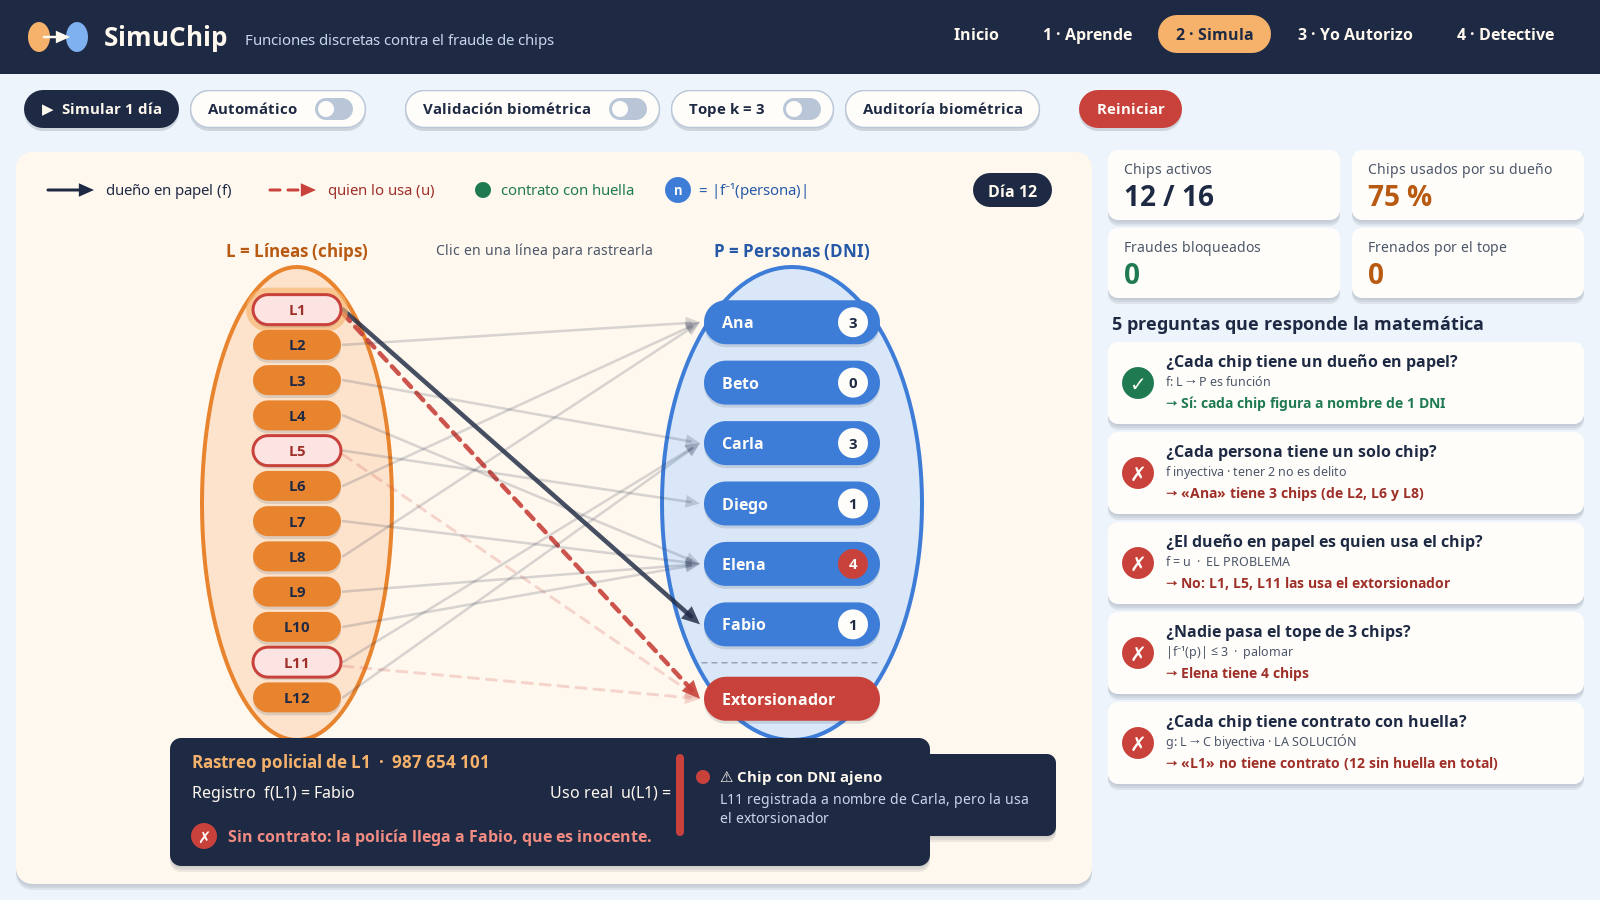 SimuChip
Funciones discretas contra el fraude de chips
Inicio
1 · Aprende
2 · Simula
3 · Yo Autorizo
4 · Detective
▶ Simular 1 día
Automático
Validación biométrica
Tope k = 3
Auditoría biométrica
Reiniciar
dueño en papel (f)
quien lo usa (u)
contrato con huella
n = |f⁻¹(persona)|
Día 12
L = Líneas (chips)
Clic en una línea para rastrearla
P = Personas (DNI)
L1
L2
L3
L4
L5
L6
L7
L8
L9
L10
L11
L12
Ana 3
Beto 0
Carla 3
Diego 1
Elena 4
Fabio 1
Extorsionador
Rastreo policial de L1 · 987 654 101
Registro f(L1) = Fabio
Uso real u(L1) =
✗ Sin contrato: la policía llega a Fabio, que es inocente.
⚠ Chip con DNI ajeno
L11 registrada a nombre de Carla, pero la usa
el extorsionador
Chips activos
12 / 16
Chips usados por su dueño
75 %
Fraudes bloqueados
0
Frenados por el tope
0
5 preguntas que responde la matemática
¿Cada chip tiene un dueño en papel?
f: L → P es función
→ Sí: cada chip figura a nombre de 1 DNI
¿Cada persona tiene un solo chip?
f inyectiva · tener 2 no es delito
→ «Ana» tiene 3 chips (de L2, L6 y L8)
¿El dueño en papel es quien usa el chip?
f = u · EL PROBLEMA
→ No: L1, L5, L11 las usa el extorsionador
¿Nadie pasa el tope de 3 chips?
|f⁻¹(p)| ≤ 3 · palomar
→ Elena tiene 4 chips
¿Cada chip tiene contrato con huella?
g: L → C biyectiva · LA SOLUCIÓN
→ «L1» no tiene contrato (12 sin huella en total)